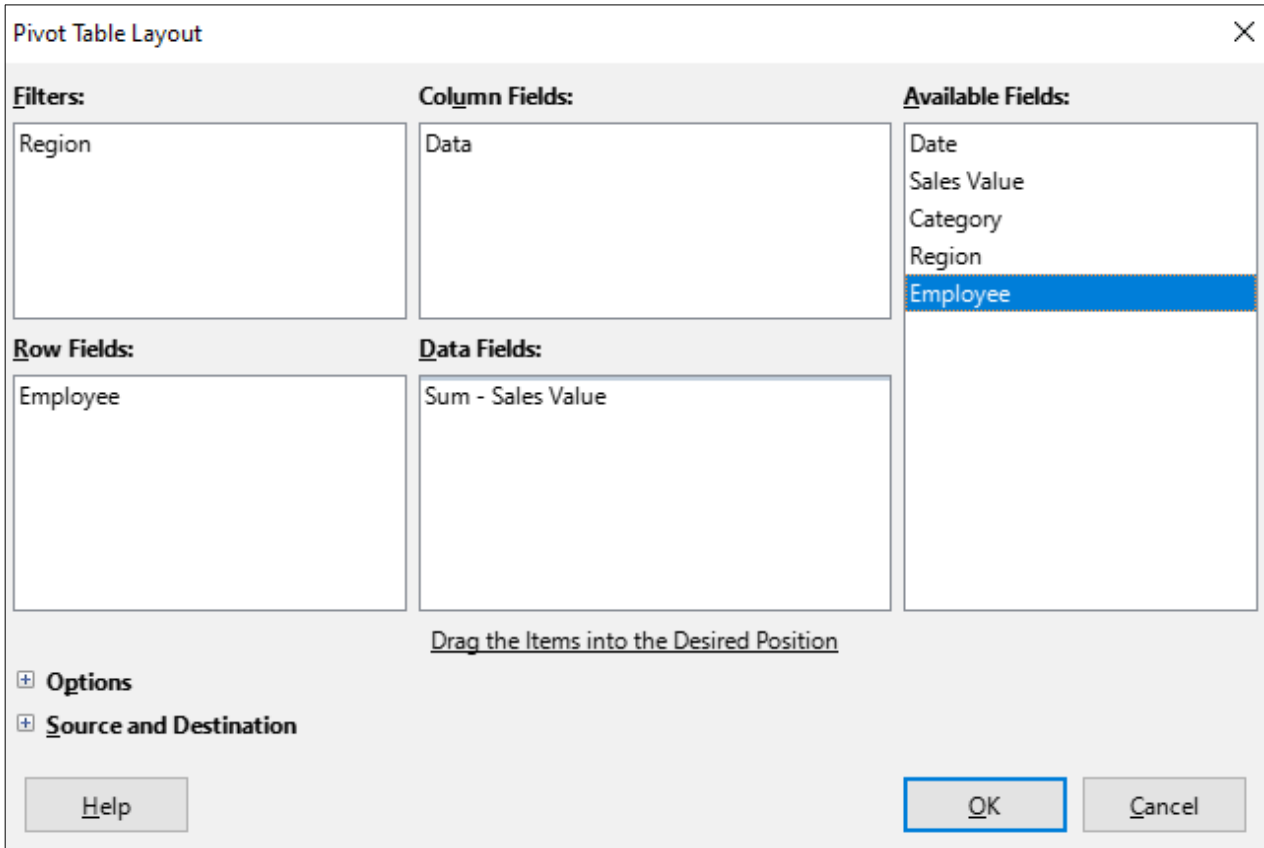 Pivot Table Layout
Filters:
Region
Column Fields:
Data
Available Fields:
Date
Sales Value
Category
Region
Employee
Row Fields:
Employee
Data Fields:
Sum - Sales Value
Drag the Items into the Desired Position
Options
Source and Destination
Help
OK
Cancel